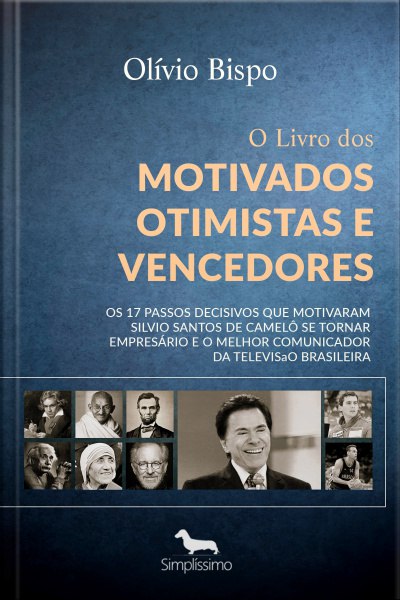 Olívio Bispo
O Livro dos
MOTIVADOS
OTIMISTAS E
VENCEDORES
OS 17 PASSOS DECISIVOS QUE MOTIVARAM
SILVIO SANTOS DE CAMELÔ SE TORNAR
EMPRESÁRIO E O MELHOR COMUNICADOR
DA TELEVISaO BRASILEIRA
Simplíssimo